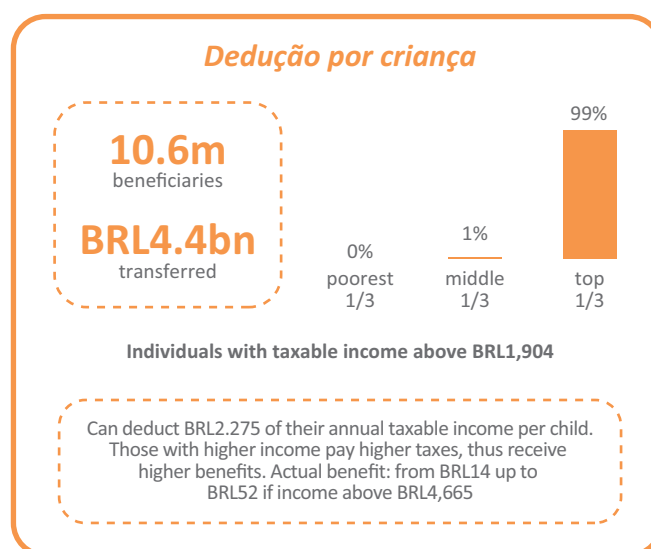 Dedução por criança
10.6m
beneficiaries
BRL4.4bn
transferred
0%
poorest
1/3
1%
middle
1/3
99%
top
1/3
Individuals with taxable income above BRL1,904
Can deduct BRL2.275 of their annual taxable income per child.
Those with higher income pay higher taxes, thus receive
higher benefits. Actual benefit: from BRL14 up to
BRL52 if income above BRL4,665